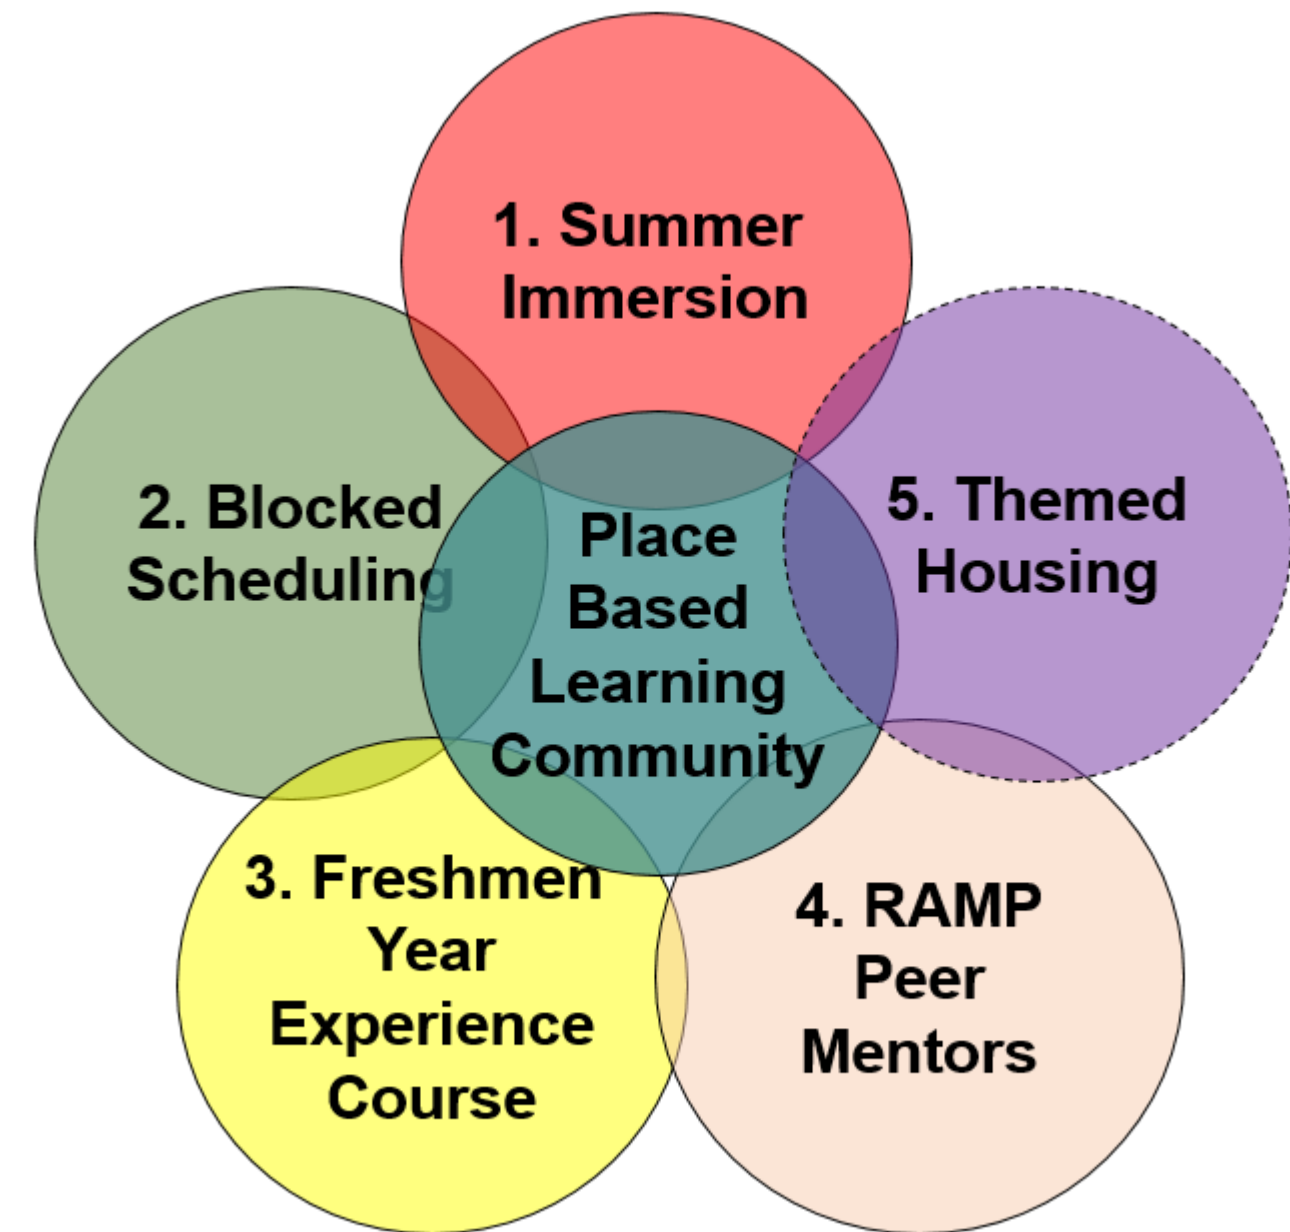 1. Summer
Immersion
2. Blocked
Scheduling
Place
Based
Learning
Community
5. Themed
Housing
3. Freshmen
Year
Experience
Course
4. RAMP
Peer
Mentors